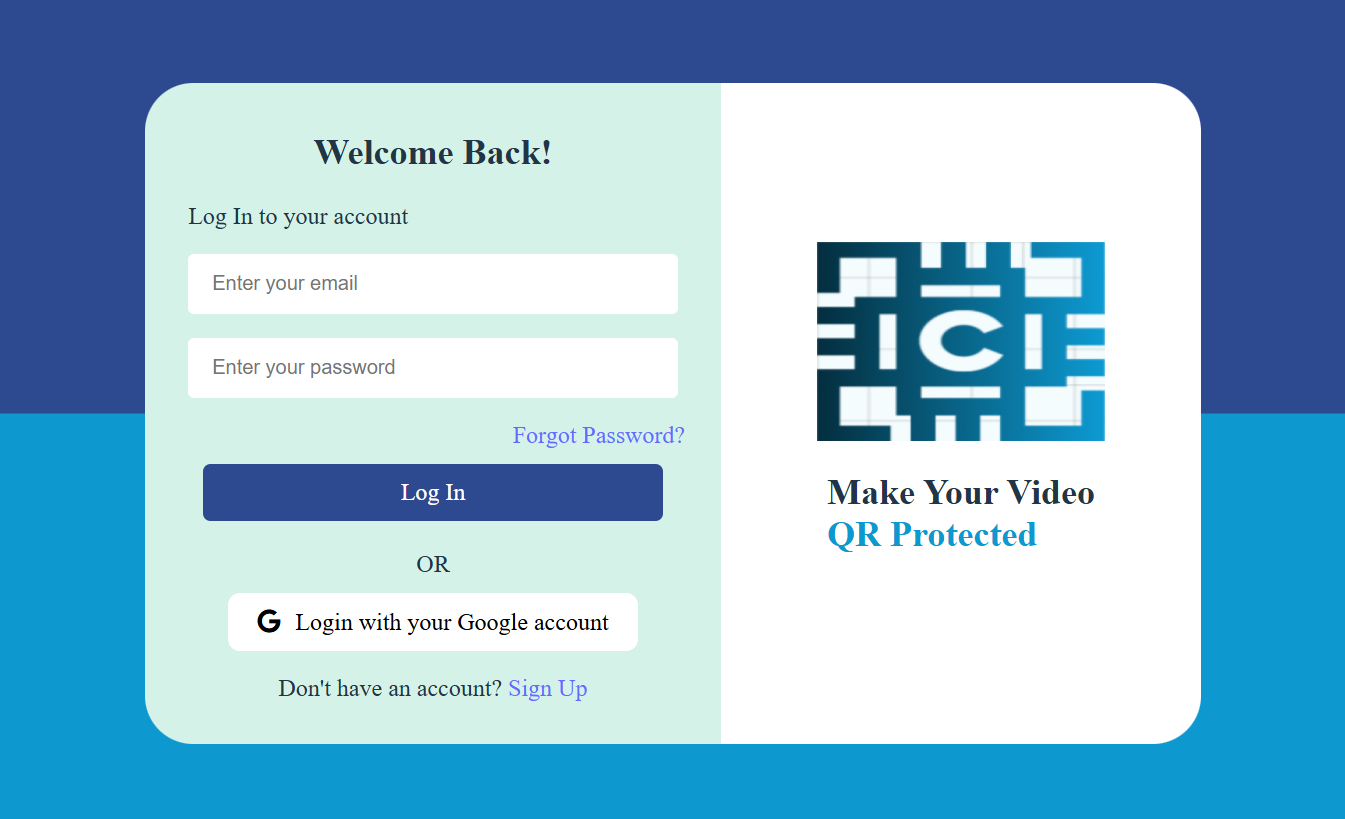 Welcome Back!
Log In to your account
Enter your email
Enter your password
Forgot Password?
Log In
OR
G Login with your Google account
Don't have an account? Sign Up
C
Make Your Video
QR Protected